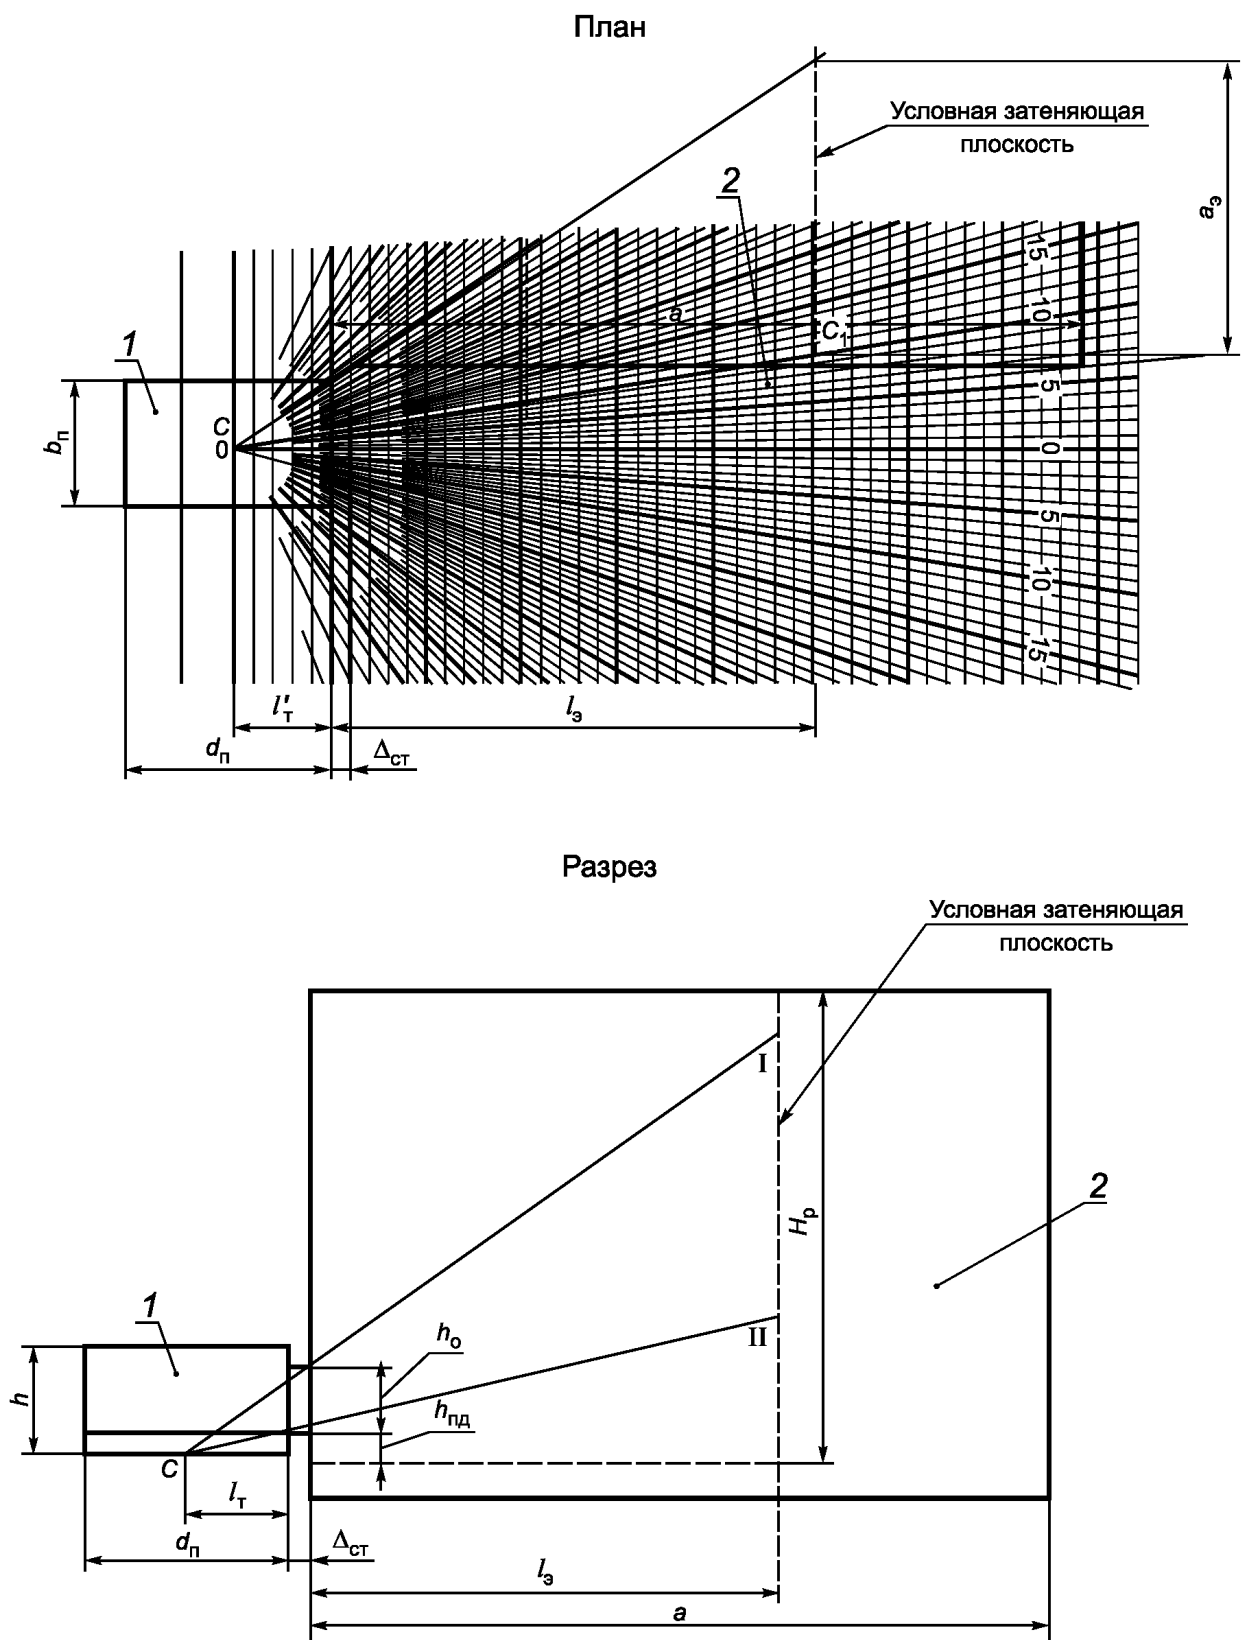 План
Условная затеняющая
плоскость
2
aэ
15
10
a
C₁
1
5
C
0
0
bп
5
10
15
l′т
lэ
dп
Δст
Разрез
Условная затеняющая
плоскость
I
2
Hр
1
hо
II
h
hпд
C
lт
dп
Δст
lэ
a